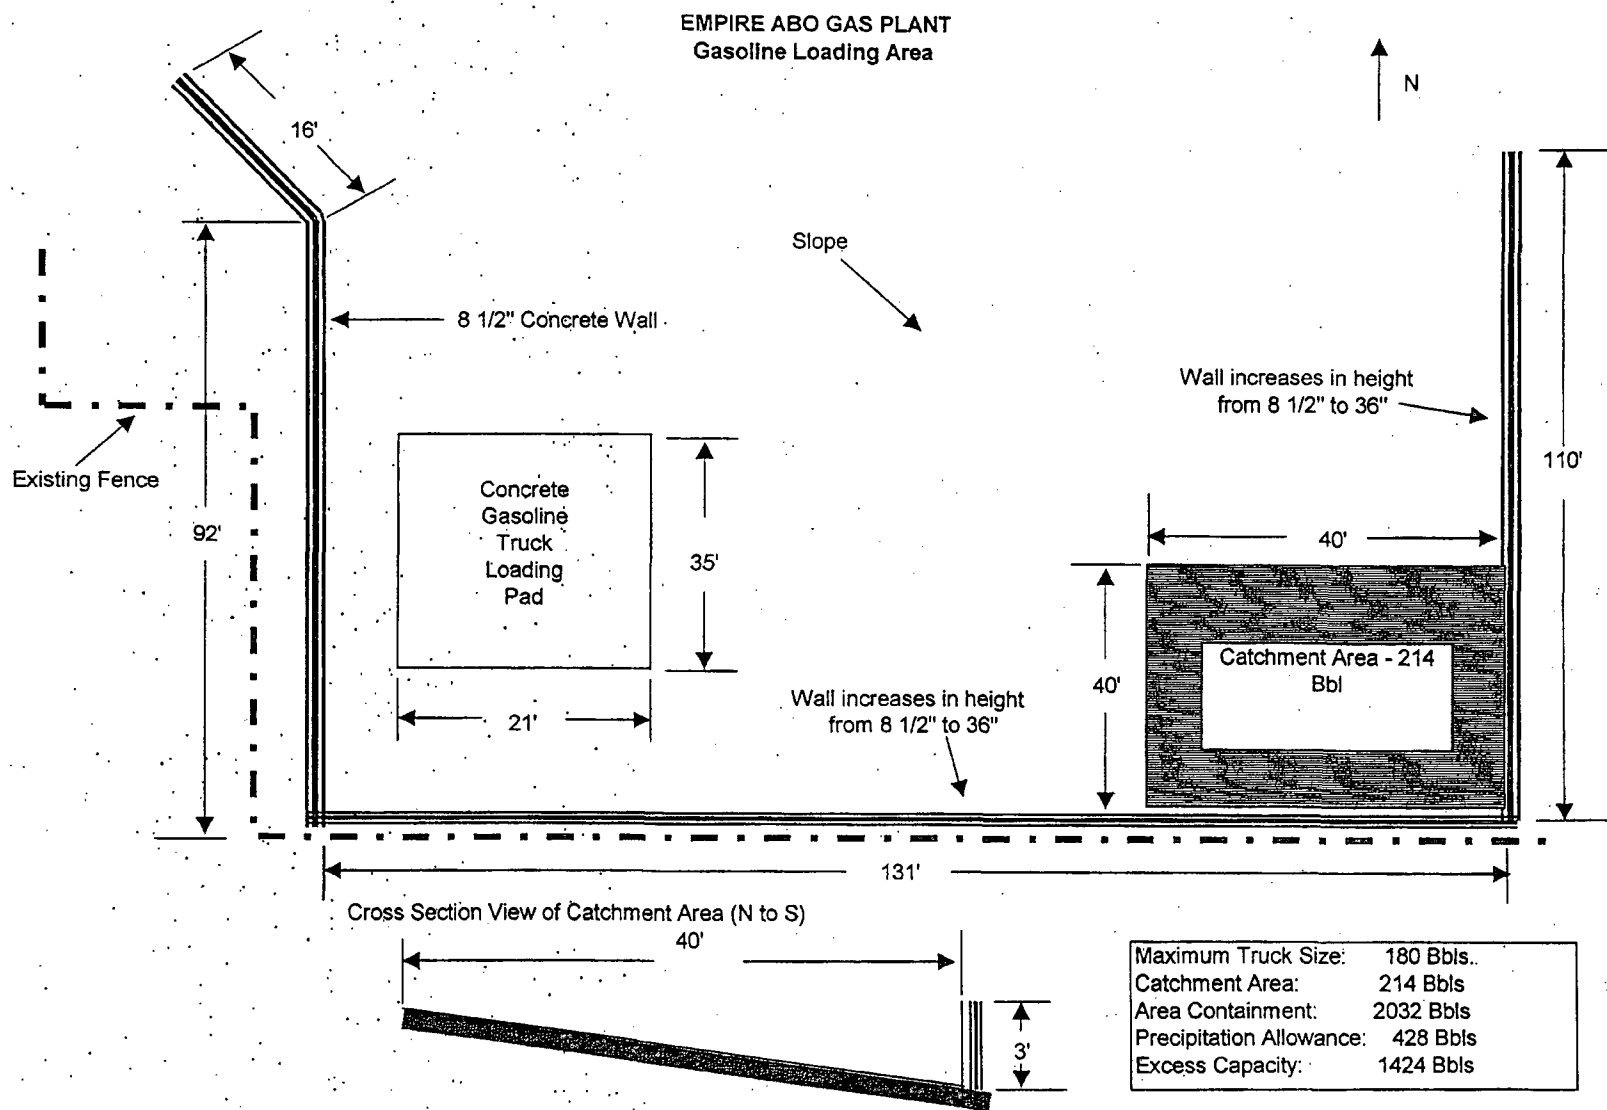 EMPIRE ABO GAS PLANT
Gasoline Loading Area
N
16'
Slope
8 1/2" Concrete Wall
Wall increases in height
from 8 1/2" to 36"
110'
Existing Fence
92'
Concrete
Gasoline
Truck
Loading
Pad
35'
21'
40'
40'
Catchment Area - 214
Bbl
Wall increases in height
from 8 1/2" to 36"
131'
Cross Section View of Catchment Area (N to S)
40'
3'
Maximum Truck Size: 180 Bbls.
Catchment Area: 214 Bbls
Area Containment: 2032 Bbls
Precipitation Allowance: 428 Bbls
Excess Capacity: 1424 Bbls